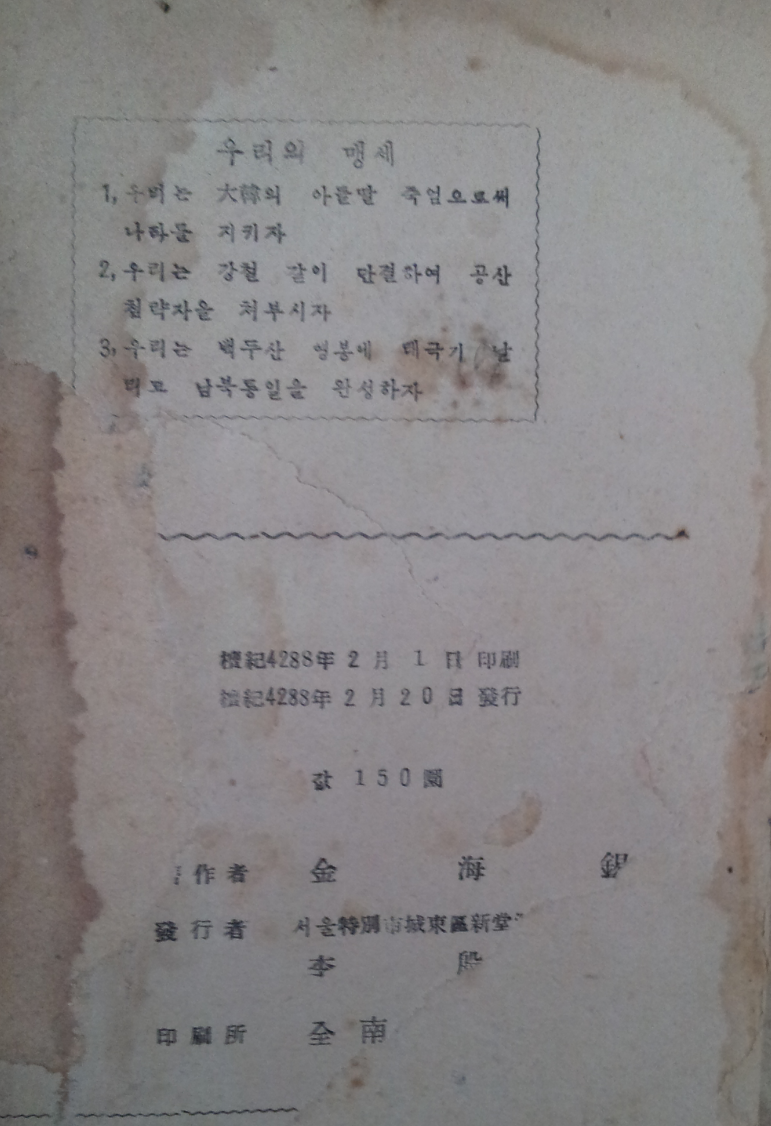 우리의 맹세
1, 우리는 大韓의 아들딸 죽엄으로써
나라를 지키자
2, 우리는 강철 같이 단결하여 공산
침략자을 처부시자
3, 우리는 백두산 영봉에 태극기 날
리고 남북통일을 완성하자
檀紀4288年 2月 1日 印刷
檀紀4288年 2月 20日 發行
값 150圜
作者 金 海
發行者 서울特別市城東區新堂
李 殷
印刷所 全南